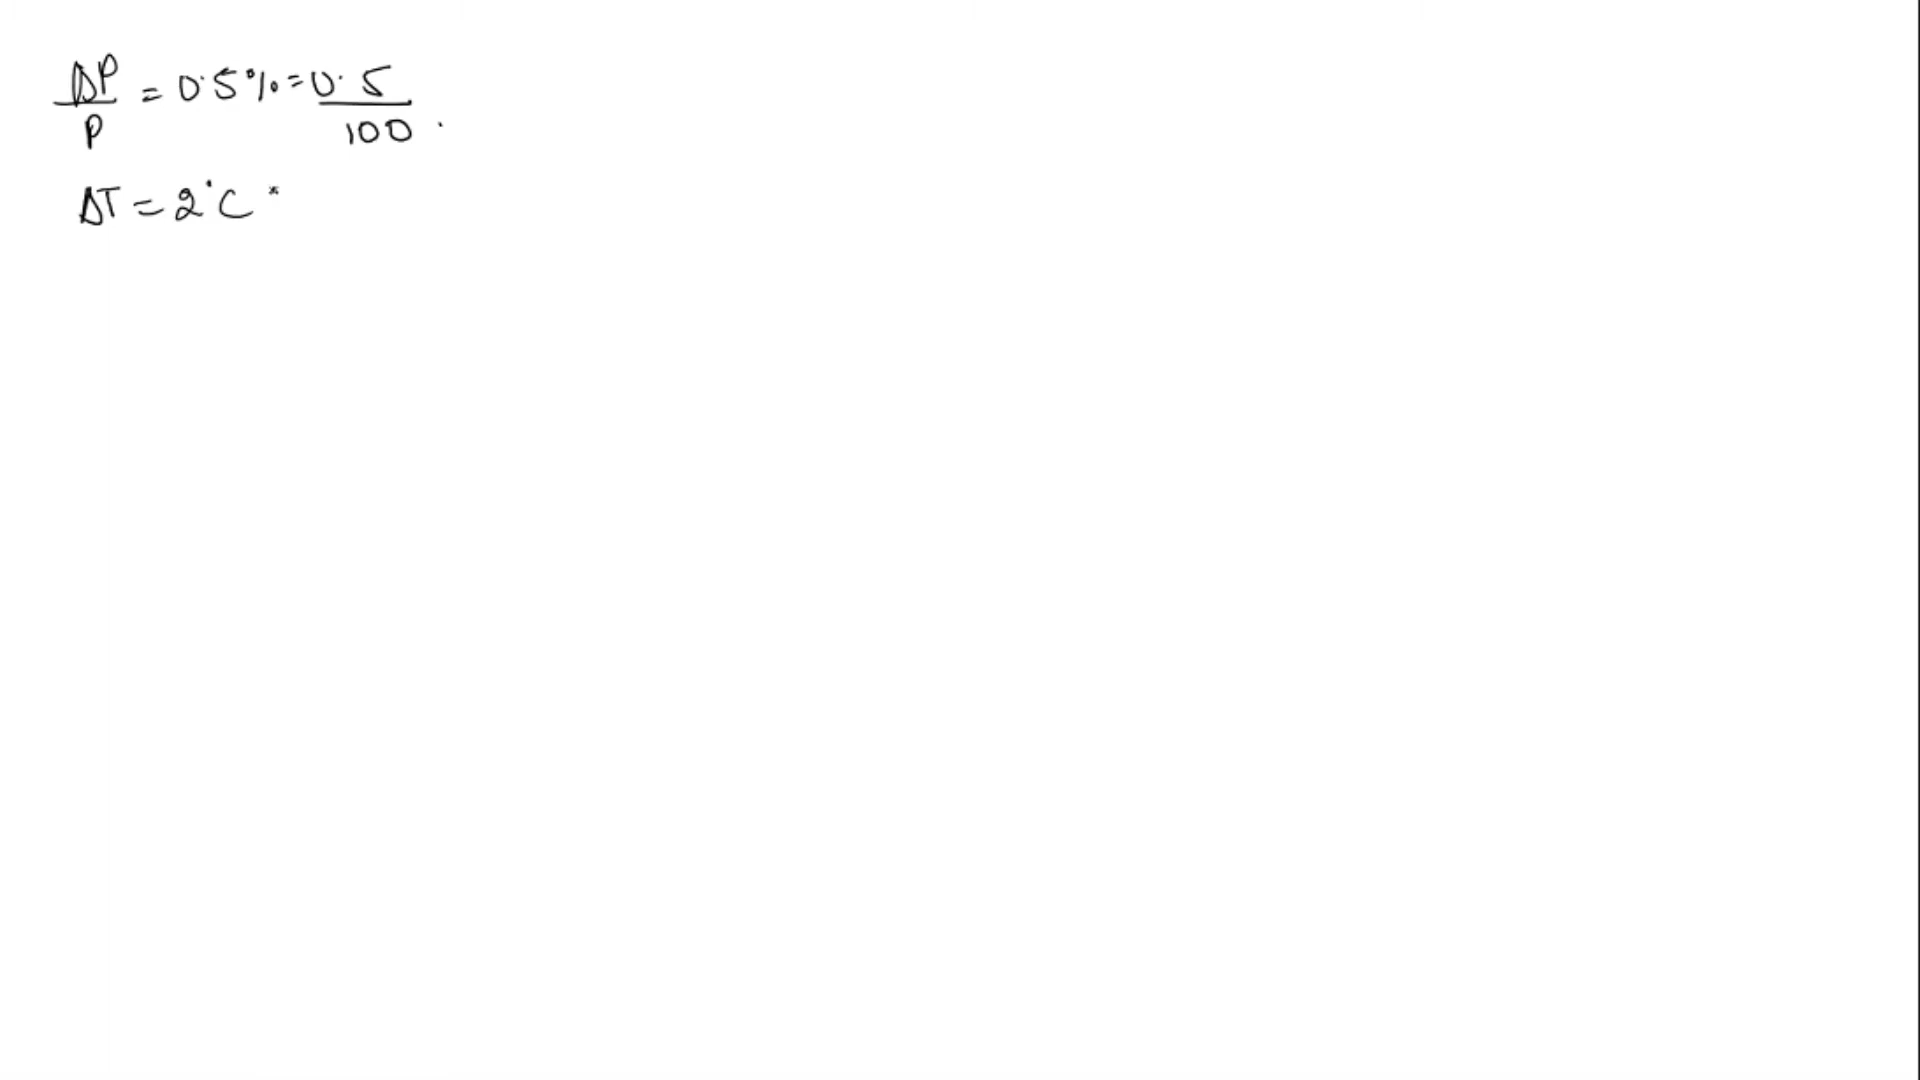 ΔP/P = 0.5% = 0.5/100.
ΔT = 2°C